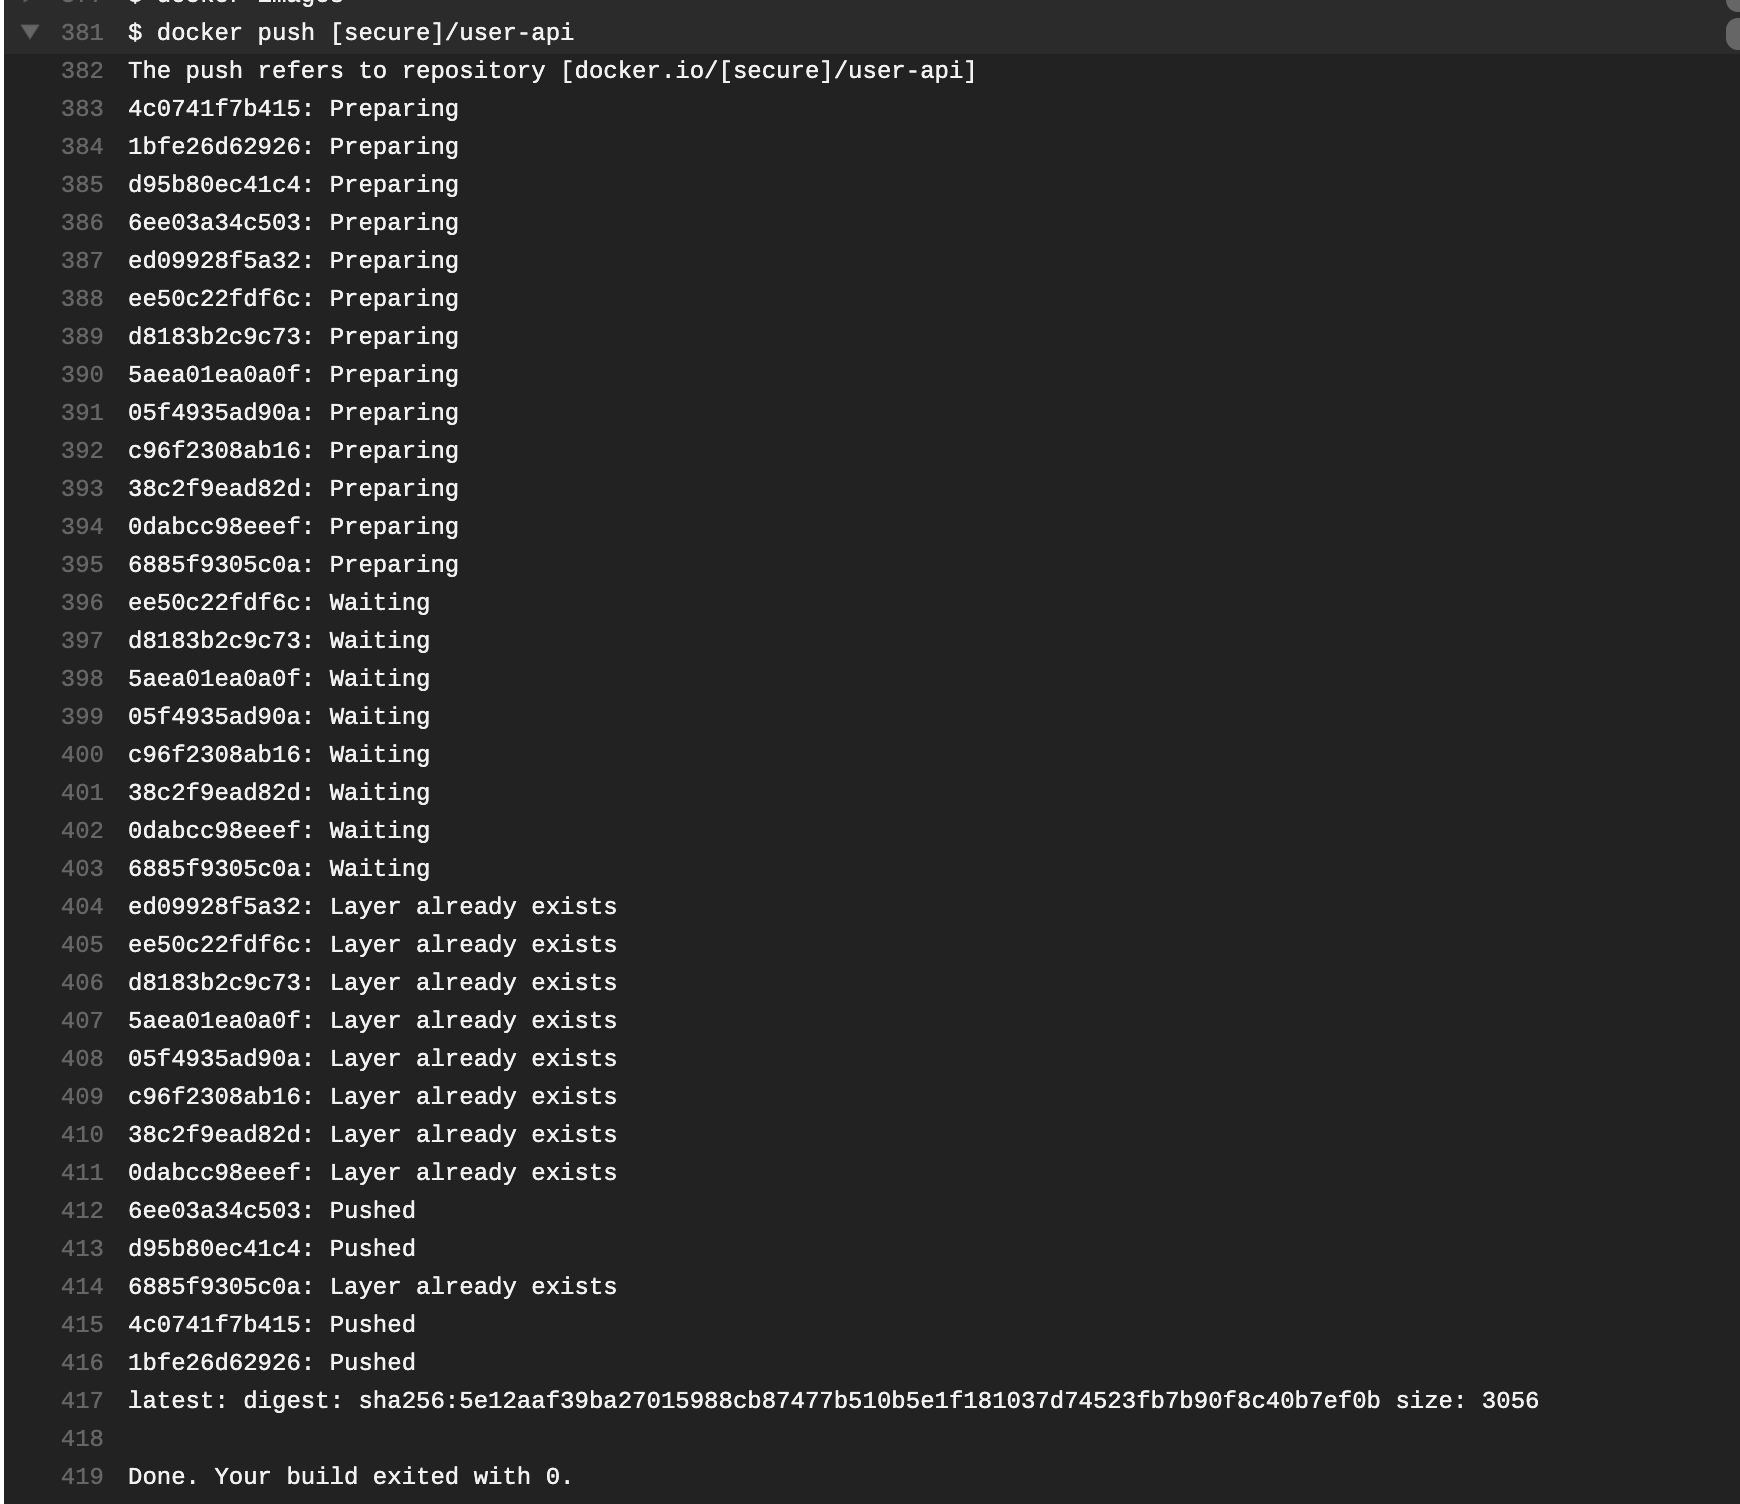 377 $ docker images
381 $ docker push [secure]/user-api
382 The push refers to repository [docker.io/[secure]/user-api]
383 4c0741f7b415: Preparing
384 1bfe26d62926: Preparing
385 d95b80ec41c4: Preparing
386 6ee03a34c503: Preparing
387 ed09928f5a32: Preparing
388 ee50c22fdf6c: Preparing
389 d8183b2c9c73: Preparing
390 5aea01ea0a0f: Preparing
391 05f4935ad90a: Preparing
392 c96f2308ab16: Preparing
393 38c2f9ead82d: Preparing
394 0dabcc98eeef: Preparing
395 6885f9305c0a: Preparing
396 ee50c22fdf6c: Waiting
397 d8183b2c9c73: Waiting
398 5aea01ea0a0f: Waiting
399 05f4935ad90a: Waiting
400 c96f2308ab16: Waiting
401 38c2f9ead82d: Waiting
402 0dabcc98eeef: Waiting
403 6885f9305c0a: Waiting
404 ed09928f5a32: Layer already exists
405 ee50c22fdf6c: Layer already exists
406 d8183b2c9c73: Layer already exists
407 5aea01ea0a0f: Layer already exists
408 05f4935ad90a: Layer already exists
409 c96f2308ab16: Layer already exists
410 38c2f9ead82d: Layer already exists
411 0dabcc98eeef: Layer already exists
412 6ee03a34c503: Pushed
413 d95b80ec41c4: Pushed
414 6885f9305c0a: Layer already exists
415 4c0741f7b415: Pushed
416 1bfe26d62926: Pushed
417 latest: digest: sha256:5e12aaf39ba27015988cb87477b510b5e1f181037d74523fb7b90f8c40b7ef0b size: 3056
418
419 Done. Your build exited with 0.